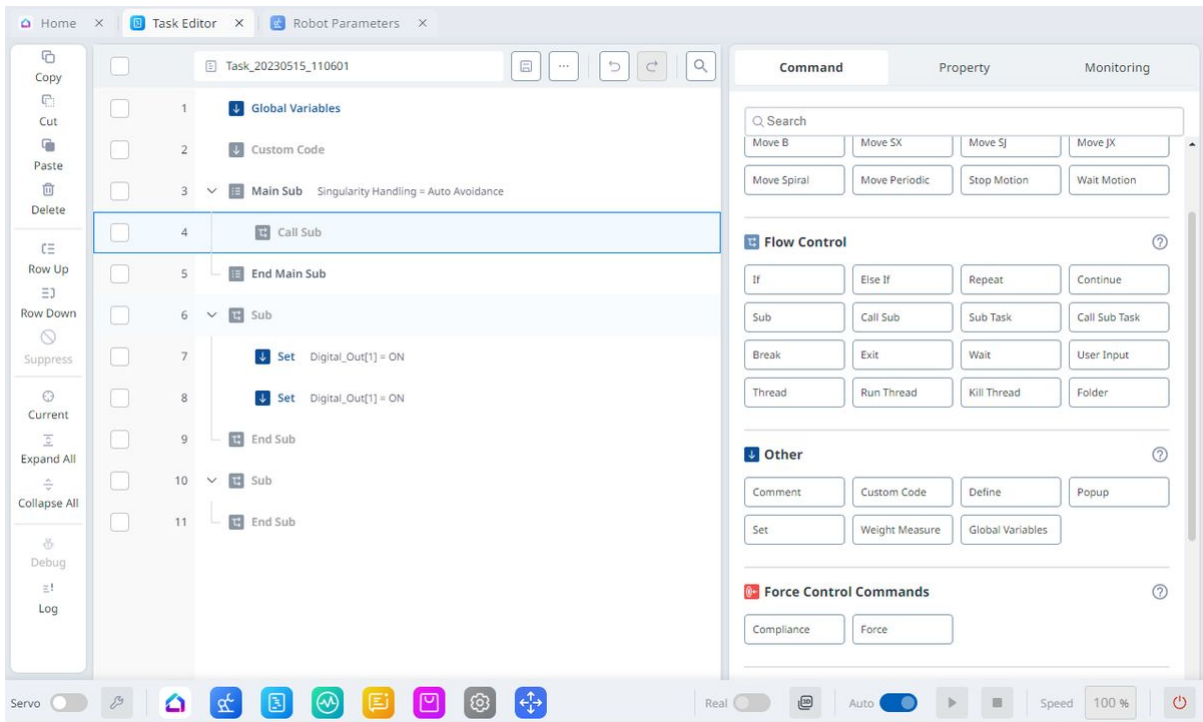 Home × Task Editor × Robot Parameters ×
Copy
Cut
Paste
Delete
Row Up
Row Down
Suppress
Current
Expand All
Collapse All
Debug
Log
Task_20230515_110601 ...
1 Global Variables
2 Custom Code
3 Main Sub Singularity Handling = Auto Avoidance
4 Call Sub
5 End Main Sub
6 Sub
7 Set Digital_Out[1] = ON
8 Set Digital_Out[1] = ON
9 End Sub
10 Sub
11 End Sub
Command Property Monitoring
Search
Move B Move SX Move SJ Move JX
Move Spiral Move Periodic Stop Motion Wait Motion
Flow Control ?
If Else If Repeat Continue
Sub Call Sub Sub Task Call Sub Task
Break Exit Wait User Input
Thread Run Thread Kill Thread Folder
Other ?
Comment Custom Code Define Popup
Set Weight Measure Global Variables
Force Control Commands ?
Compliance Force
Servo Real 3D Auto Speed 100 %